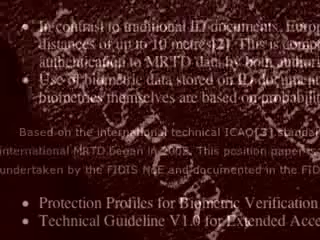 In contrast to traditional ID documents, Europ
distances of up to 10 metres[2]. This is comp
authentication to MRTD data by both authori
Use of biometric data stored on ID document
biometrics themselves are based on probabilit
Based on the international technical ICAO[3] standar
international MRTD began in 2005. This position paper is
undertaken by the FIDIS NoE and documented in the FID
Protection Profiles for Biometric Verification
Technical Guideline V1.0 for Extended Acce